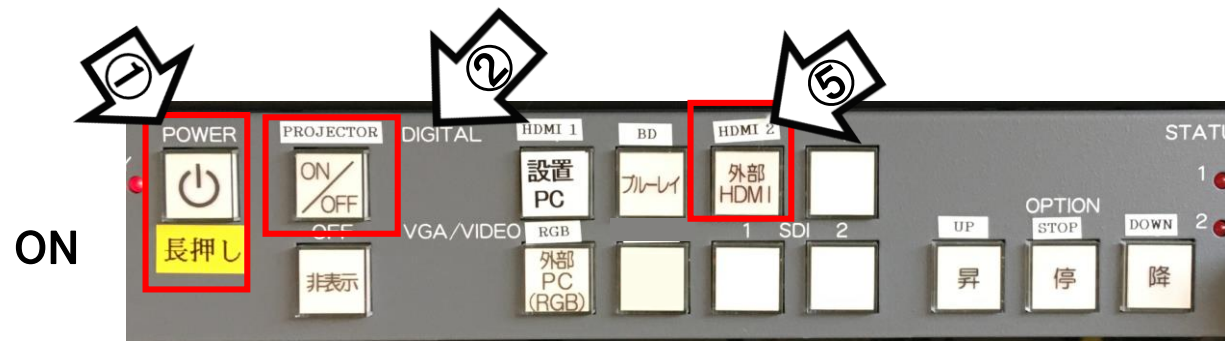 ①
②
⑤
POWER
PROJECTOR
DIGITAL
HDMI 1
BD
HDMI 2
ON/OFF
設置
PC
ブルーレイ
外部
HDMI
1
ON
長押し
OFF
VGA/VIDEO
RGB
1 SDI 2
OPTION
UP
STOP
DOWN
2
非表示
外部
PC
(RGB)
昇
停
降